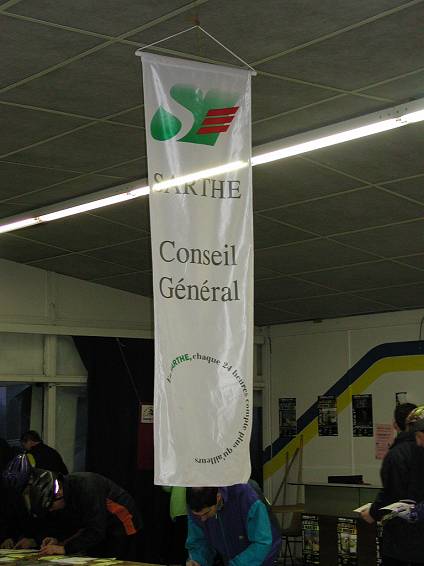 SARTHE
Conseil
Général
SARTHE, chaque 24 heures compte plus qu'ailleurs